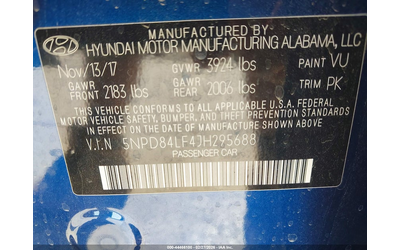 MANUFACTURED BY
HYUNDAI MOTOR MANUFACTURING ALABAMA, LLC
Nov/13/17 GVWR 3924 lbs PAINT VU
GAWR FRONT 2183 lbs GAWR REAR 2006 lbs TRIM PK
THIS VEHICLE CONFORMS TO ALL APPLICABLE U.S.A. FEDERAL
MOTOR VEHICLE SAFETY, BUMPER, AND THEFT PREVENTION STANDARDS
IN EFFECT ON THE DATE OF MANUFACTURE SHOWN ABOVE.
V.I.N 5NPD84LF4JH295688
PASSENGER CAR